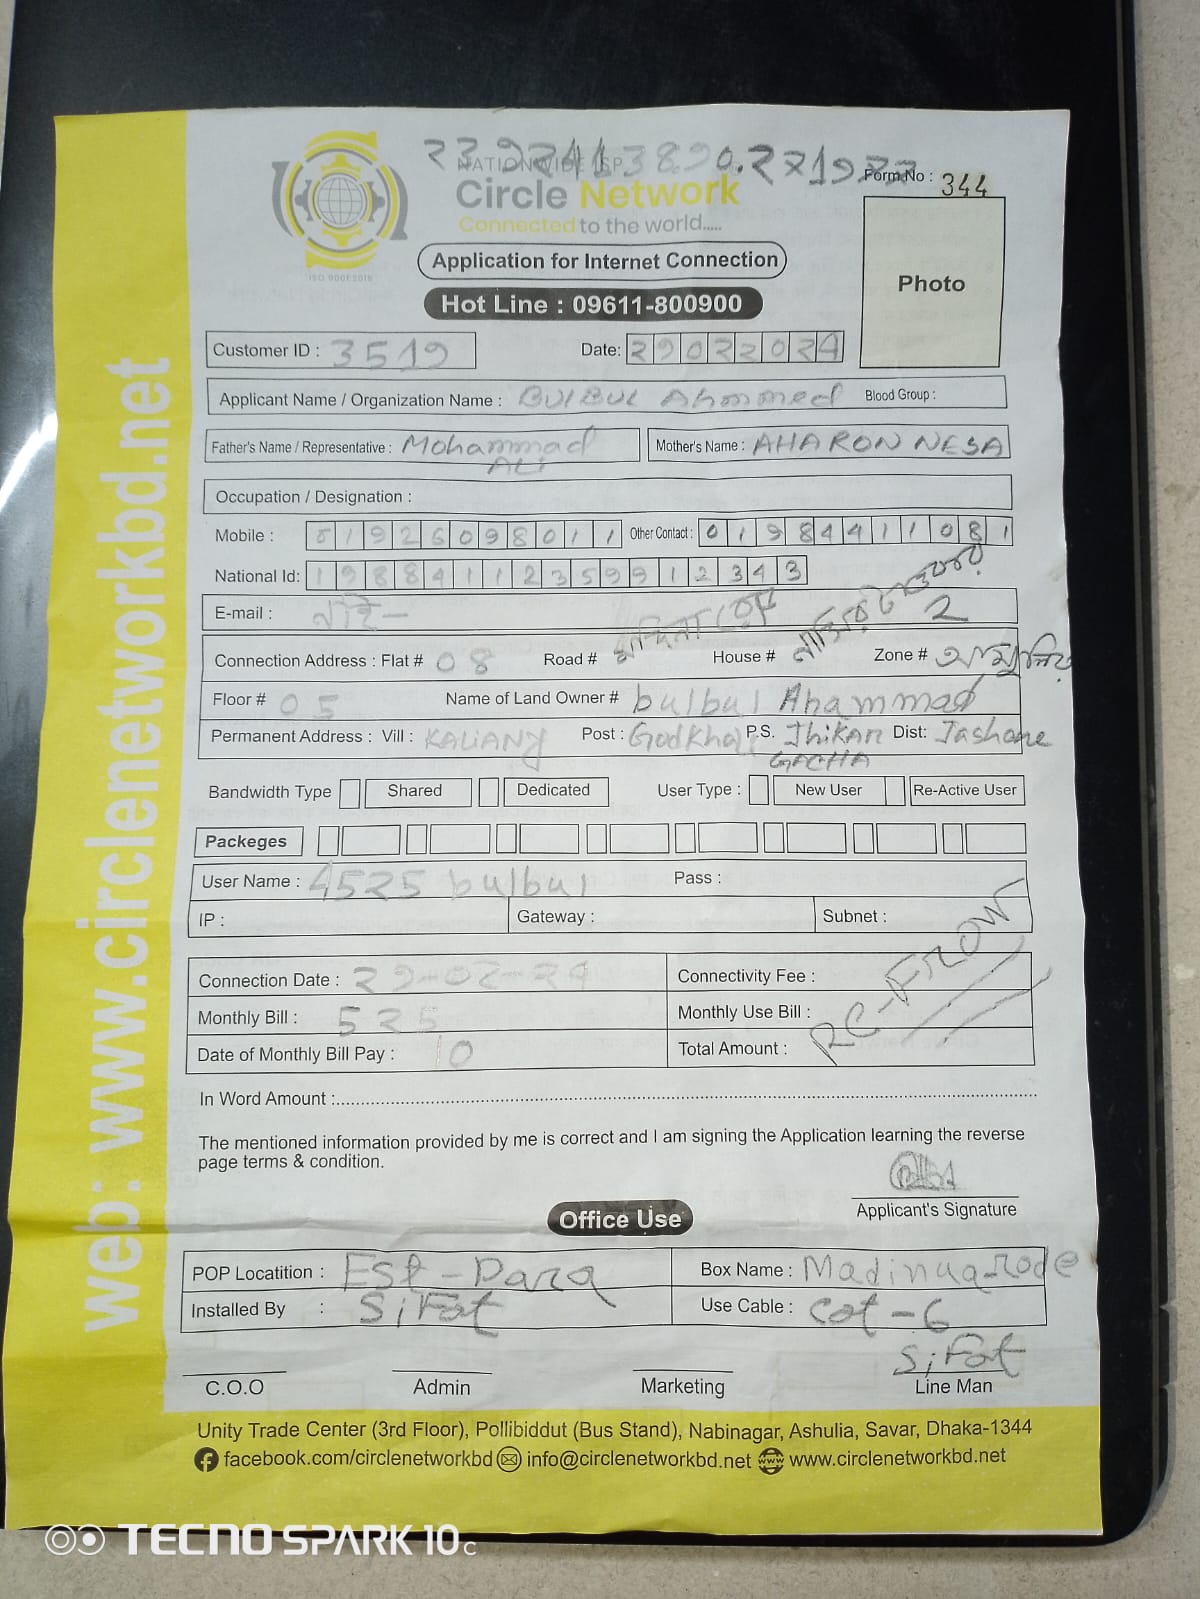 NATIONWIDE ISP
Circle Network
Connected to the world.....
ISO 9001:2015
Form No : 344
Photo
Application for Internet Connection
Hot Line : 09611-800900
Customer ID : 3519 Date: 29022024
Applicant Name / Organization Name : BUlBUL Ahmmed Blood Group :
Father's Name / Representative : Mohammad ALI Mother's Name : AHARON NESA
Occupation / Designation :
Mobile : 01926098011 Other Contact : 01984411081
National Id: 19884112359912343
E-mail : নাই-
Connection Address : Flat # 08 Road # House # Zone # 2
Floor # 05 Name of Land Owner # bulbul Ahammad
Permanent Address : Vill : KALIANY Post : Godkhali P.S. Jhikar GACHA Dist: Jashore
Bandwidth Type Shared Dedicated User Type : New User Re-Active User
Packeges
User Name : 4525 bulbul Pass :
IP : Gateway : Subnet :
Connection Date : 29-02-24 Connectivity Fee :
Monthly Bill : 525 Monthly Use Bill :
Date of Monthly Bill Pay : 10 Total Amount :
RC-FROW
In Word Amount :
The mentioned information provided by me is correct and I am signing the Application learning the reverse
page terms & condition.
Applicant's Signature
Office Use
POP Locatition : ESt-Para Box Name : Madinag-rode
Installed By : SiFat Use Cable : cat-6
SiFat
C.O.O Admin Marketing Line Man
Unity Trade Center (3rd Floor), Pollibiddut (Bus Stand), Nabinagar, Ashulia, Savar, Dhaka-1344
facebook.com/circlenetworkbd info@circlenetworkbd.net www.circlenetworkbd.net
web: www.circlenetworkbd.net
TECNO SPARK 10C